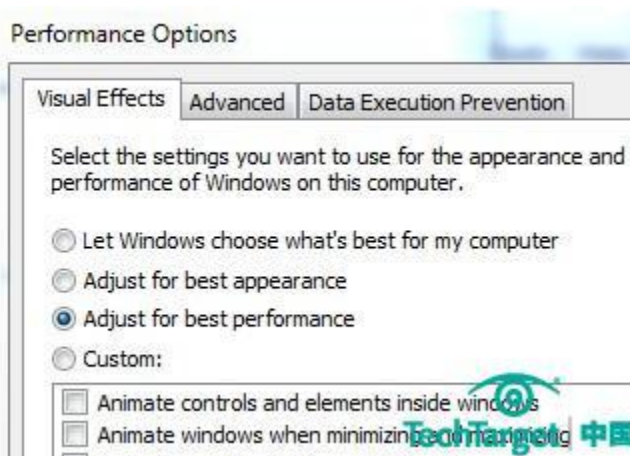 Performance Options
Visual Effects
Advanced
Data Execution Prevention
Select the settings you want to use for the appearance and
performance of Windows on this computer.
Let Windows choose what's best for my computer
Adjust for best appearance
Adjust for best performance
Custom:
Animate controls and elements inside windows
Animate windows when minimizing and maximizing
TechTarget 中国